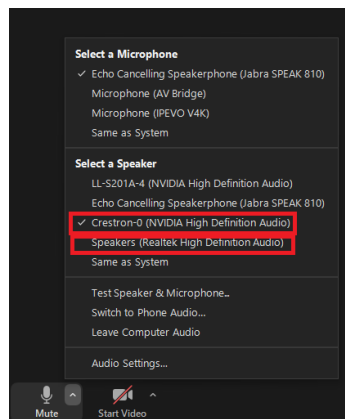 Select a Microphone
✓ Echo Cancelling Speakerphone (Jabra SPEAK 810)
Microphone (AV Bridge)
Microphone (IPEVO V4K)
Same as System
Select a Speaker
LL-S201A-4 (NVIDIA High Definition Audio)
Echo Cancelling Speakerphone (Jabra SPEAK 810)
✓ Crestron-0 (NVIDIA High Definition Audio)
Speakers (Realtek High Definition Audio)
Same as System
Test Speaker & Microphone...
Switch to Phone Audio...
Leave Computer Audio
Audio Settings...
Mute
Start Video